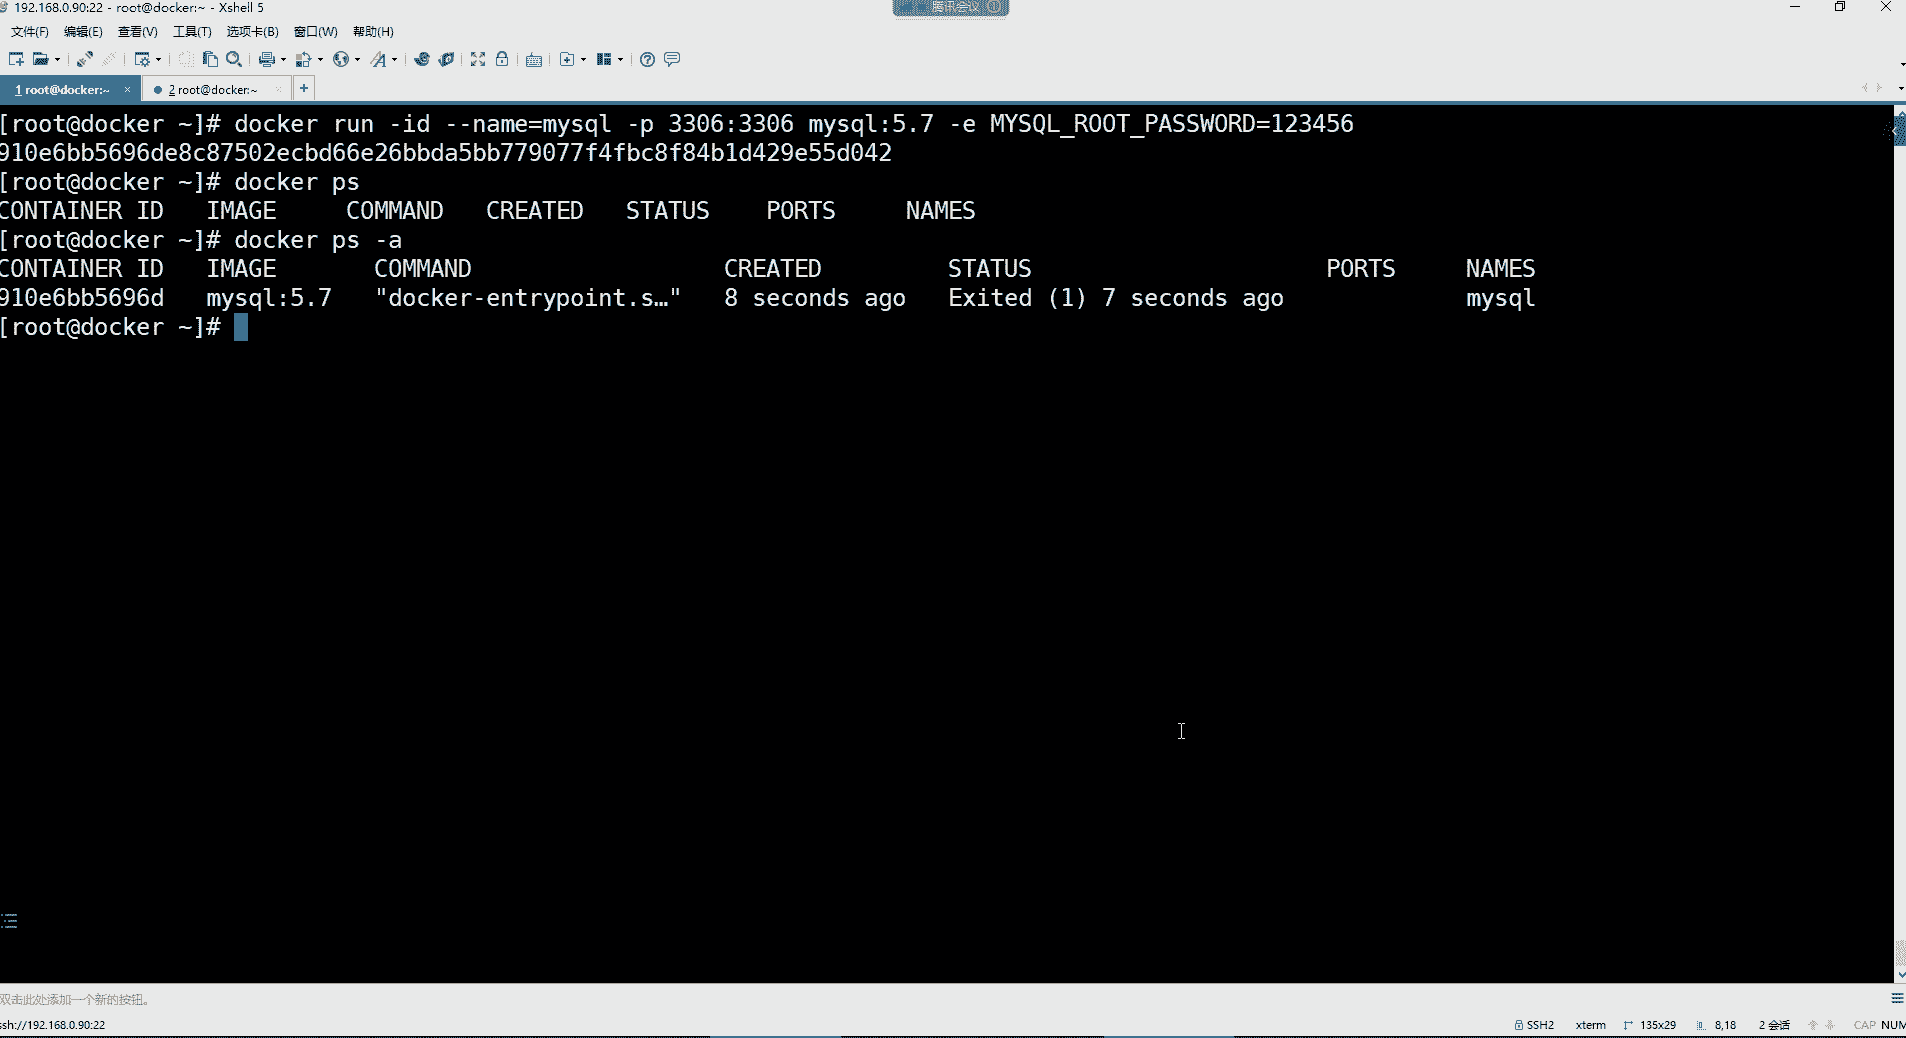 192.168.0.90:22 - root@docker:~ - Xshell 5
腾讯会议
文件(F) 编辑(E) 查看(V) 工具(T) 选项卡(B) 窗口(W) 帮助(H)
1 root@docker:~ × 2 root@docker:~ × +
[root@docker ~]# docker run -id --name=mysql -p 3306:3306 mysql:5.7 -e MYSQL_ROOT_PASSWORD=123456
910e6bb5696de8c87502ecbd66e26bbda5bb779077f4fbc8f84b1d429e55d042
[root@docker ~]# docker ps
CONTAINER ID IMAGE COMMAND CREATED STATUS PORTS NAMES
[root@docker ~]# docker ps -a
CONTAINER ID IMAGE COMMAND CREATED STATUS PORTS NAMES
910e6bb5696d mysql:5.7 "docker-entrypoint.s…" 8 seconds ago Exited (1) 7 seconds ago mysql
[root@docker ~]#
双击此处添加一个新的按钮。
ssh://192.168.0.90:22 SSH2 xterm 135x29 8,18 2 会话 CAP NUM